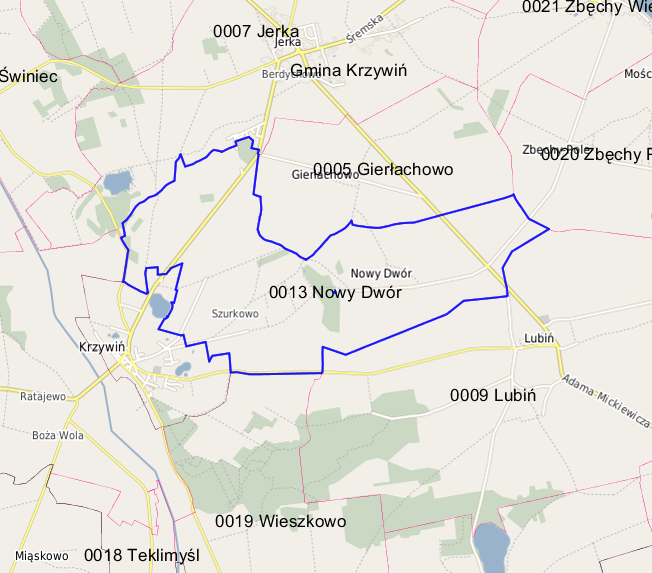 0021 Zbęchy Wie
0007 Jerka
Śremska
Jerka
Gmina Krzywiń
Berdychowo
Świniec
Mość
Zbęchy Pole
0020 Zbęchy P
0005 Gierłachowo
Gierłachowo
Nowy Dwór
0013 Nowy Dwór
Szurkowo
Krzywiń
Lubiń
Adama Mickiewicza
Ratajewo
0009 Lubiń
Boża Wola
0019 Wieszkowo
Miąskowo
0018 Teklimyśl